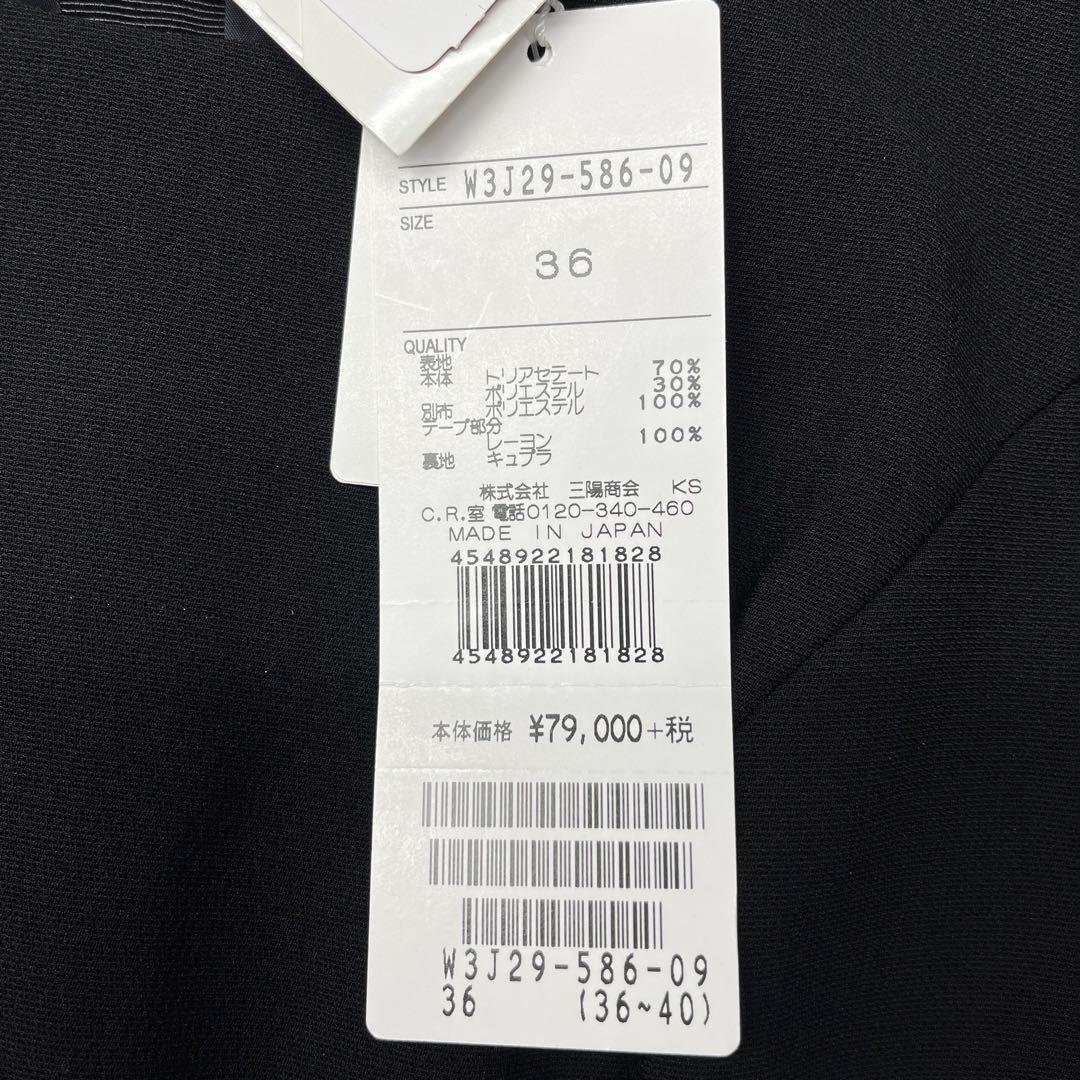 STYLE W3J29-586-09
SIZE
36
QUALITY
表地
本体 トリアセテート 70%
ポリエステル 30%
別布 ポリエステル 100%
テープ部分
レーヨン 100%
裏地 キュプラ
株式会社 三陽商会 KS
C.R.室 電話0120-340-460
MADE IN JAPAN
4548922181828
4548922181828
本体価格 ¥79,000+税
W3J29-586-09
36 (36~40)